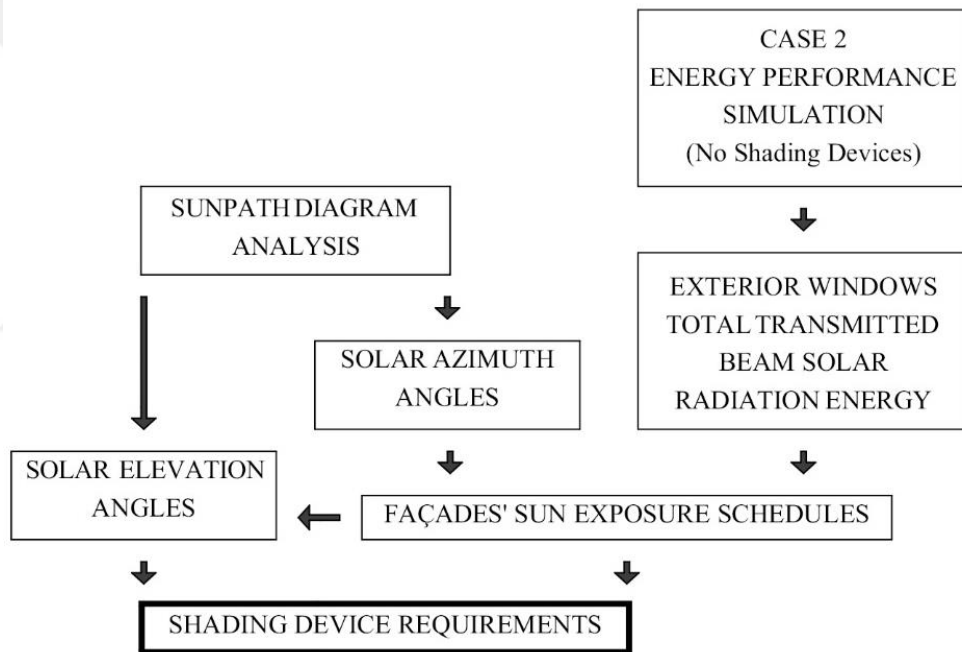 CASE 2
ENERGY PERFORMANCE
SIMULATION
(No Shading Devices)
SUNPATH DIAGRAM
ANALYSIS
EXTERIOR WINDOWS
TOTAL TRANSMITTED
BEAM SOLAR
RADIATION ENERGY
SOLAR AZIMUTH
ANGLES
SOLAR ELEVATION
ANGLES
FAÇADES' SUN EXPOSURE SCHEDULES
SHADING DEVICE REQUIREMENTS